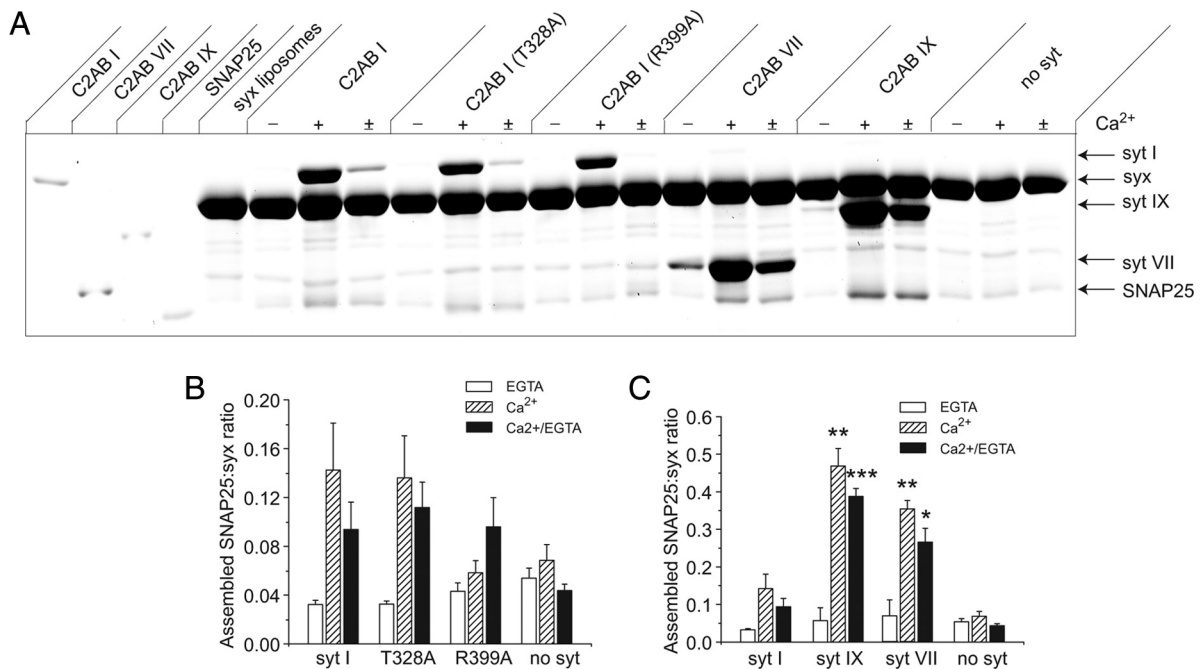 A
C2AB I
C2AB VII
C2AB IX
SNAP25
syx liposomes
C2AB I
C2AB I (T328A)
C2AB I (R399A)
C2AB VII
C2AB IX
no syt
− + ± − + ± − + ± − + ± − + ± − + ± Ca2+
syt I
syx
syt IX
syt VII
SNAP25
B
EGTA
Ca2+
Ca2+/EGTA
Assembled SNAP25:syx ratio
0.20
0.16
0.12
0.08
0.04
0.00
syt I T328A R399A no syt
C
EGTA
Ca2+
Ca2+/EGTA
Assembled SNAP25:syx ratio
0.6
0.5
0.4
0.3
0.2
0.1
0.0
**
***
**
*
syt I syt IX syt VII no syt